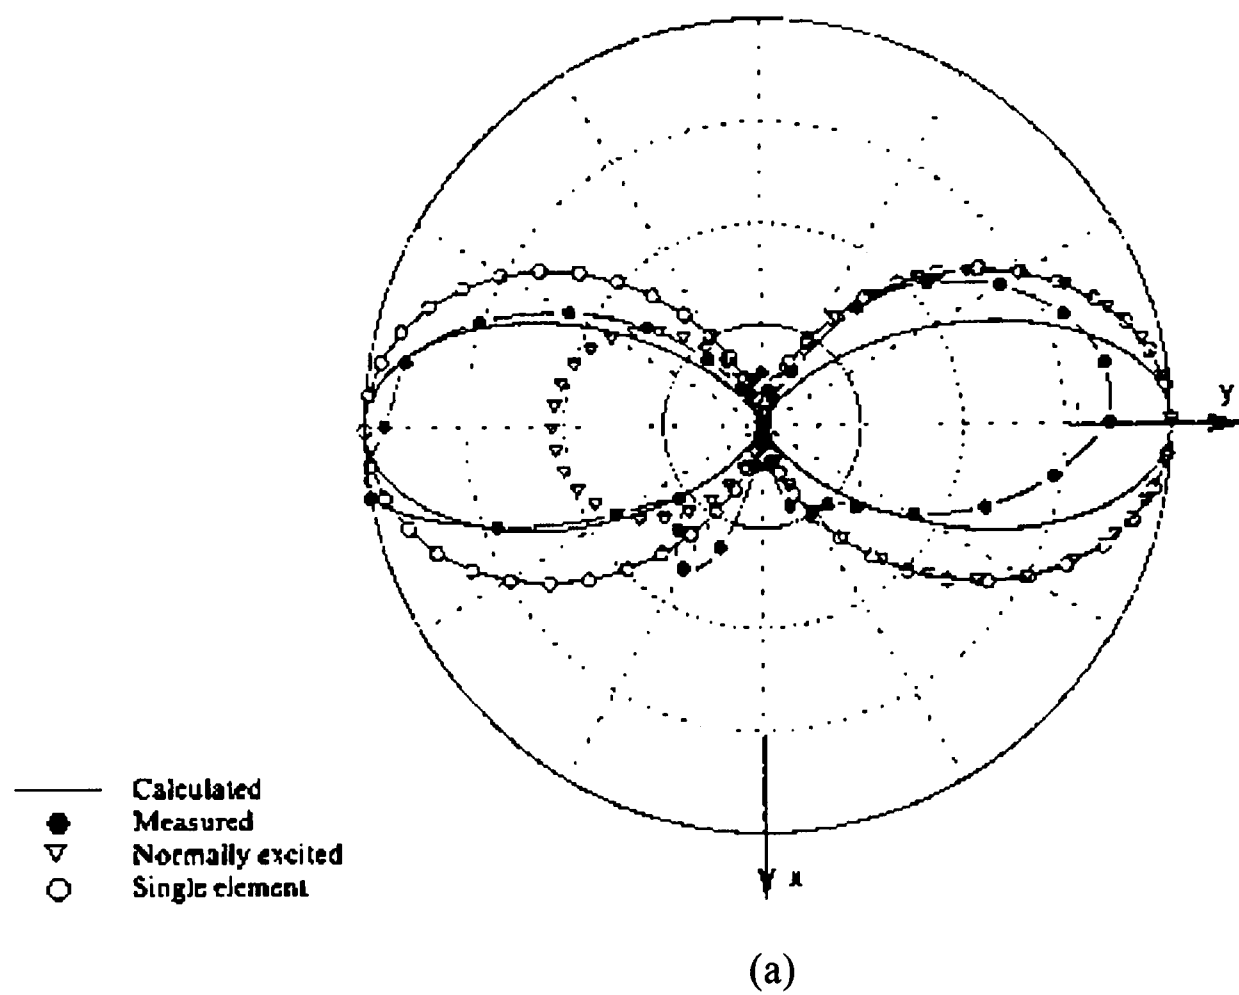 y
Calculated
Measured
Normally excited
Single element
x
(a)